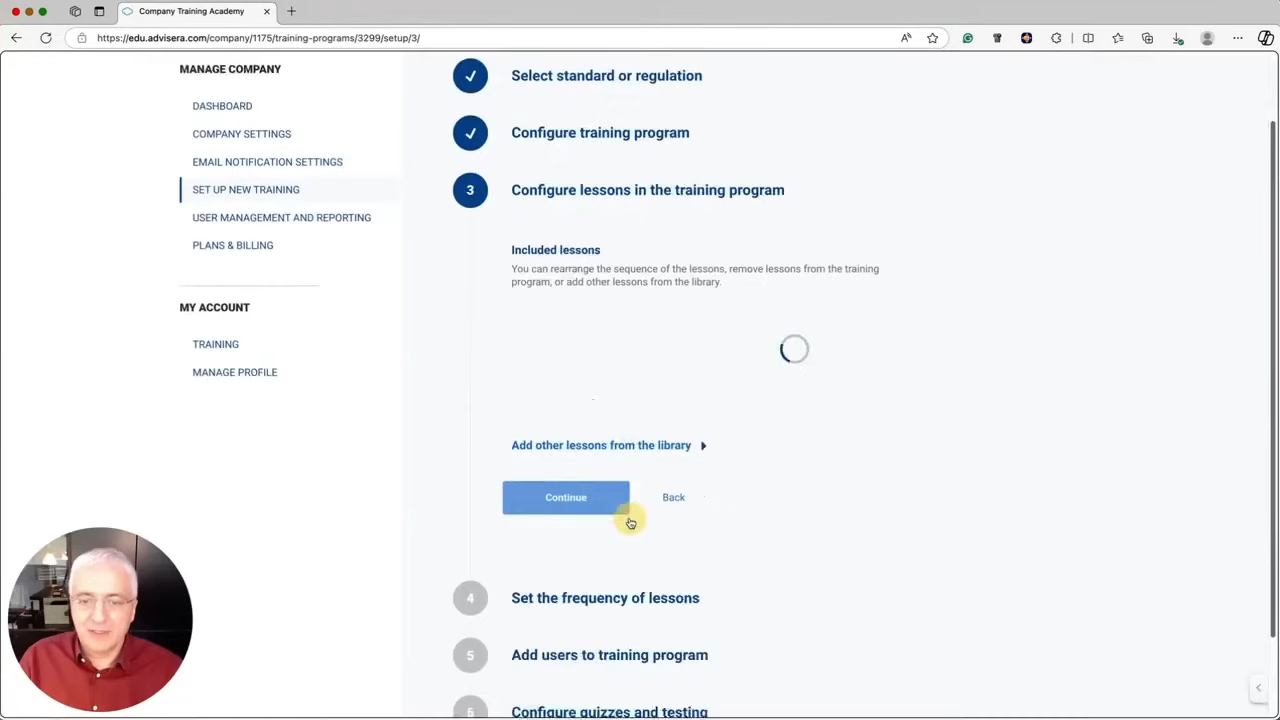 Company Training Academy
https://edu.advisera.com/company/1175/training-programs/3299/setup/3/
MANAGE COMPANY
DASHBOARD
COMPANY SETTINGS
EMAIL NOTIFICATION SETTINGS
SET UP NEW TRAINING
USER MANAGEMENT AND REPORTING
PLANS & BILLING
MY ACCOUNT
TRAINING
MANAGE PROFILE
Select standard or regulation
Configure training program
3 Configure lessons in the training program
Included lessons
You can rearrange the sequence of the lessons, remove lessons from the training
program, or add other lessons from the library.
Add other lessons from the library
Continue Back
4 Set the frequency of lessons
5 Add users to training program
6 Configure quizzes and testing